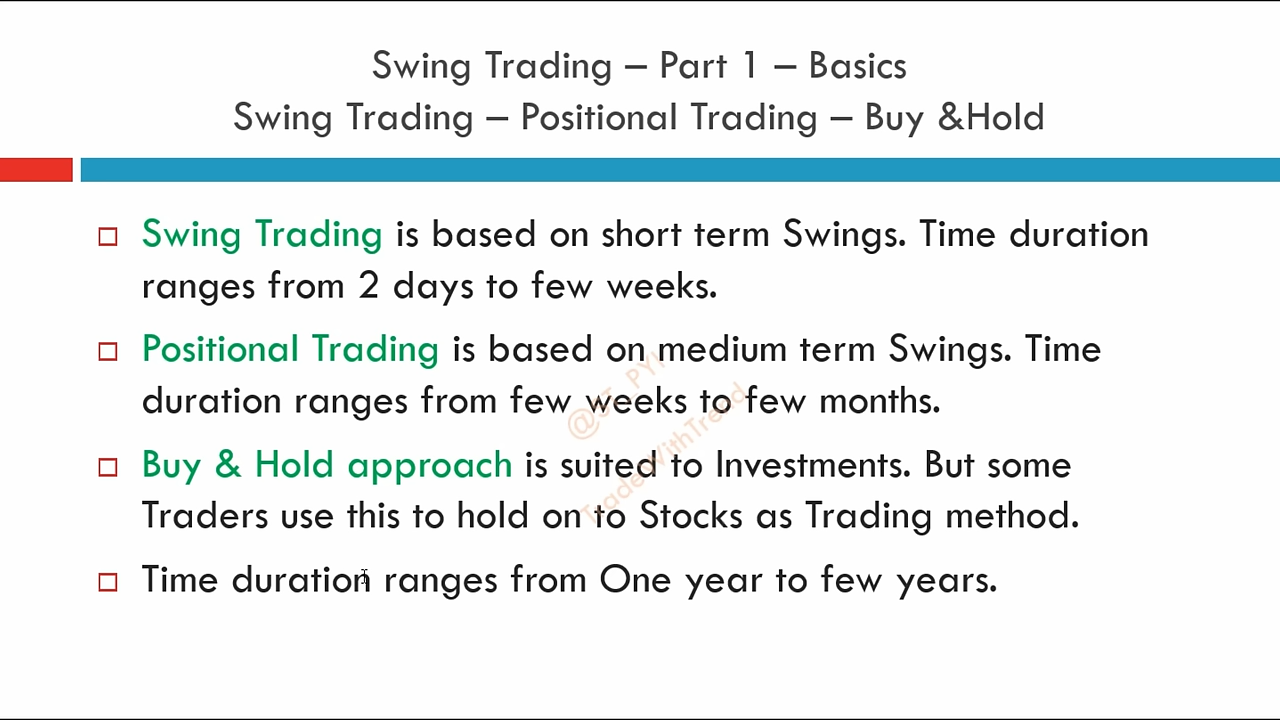 Swing Trading – Part 1 – Basics
Swing Trading – Positional Trading – Buy &Hold
Swing Trading is based on short term Swings. Time duration
ranges from 2 days to few weeks.
Positional Trading is based on medium term Swings. Time
duration ranges from few weeks to few months.
Buy & Hold approach is suited to Investments. But some
Traders use this to hold on to Stocks as Trading method.
Time duration ranges from One year to few years.
TradeWithTrend